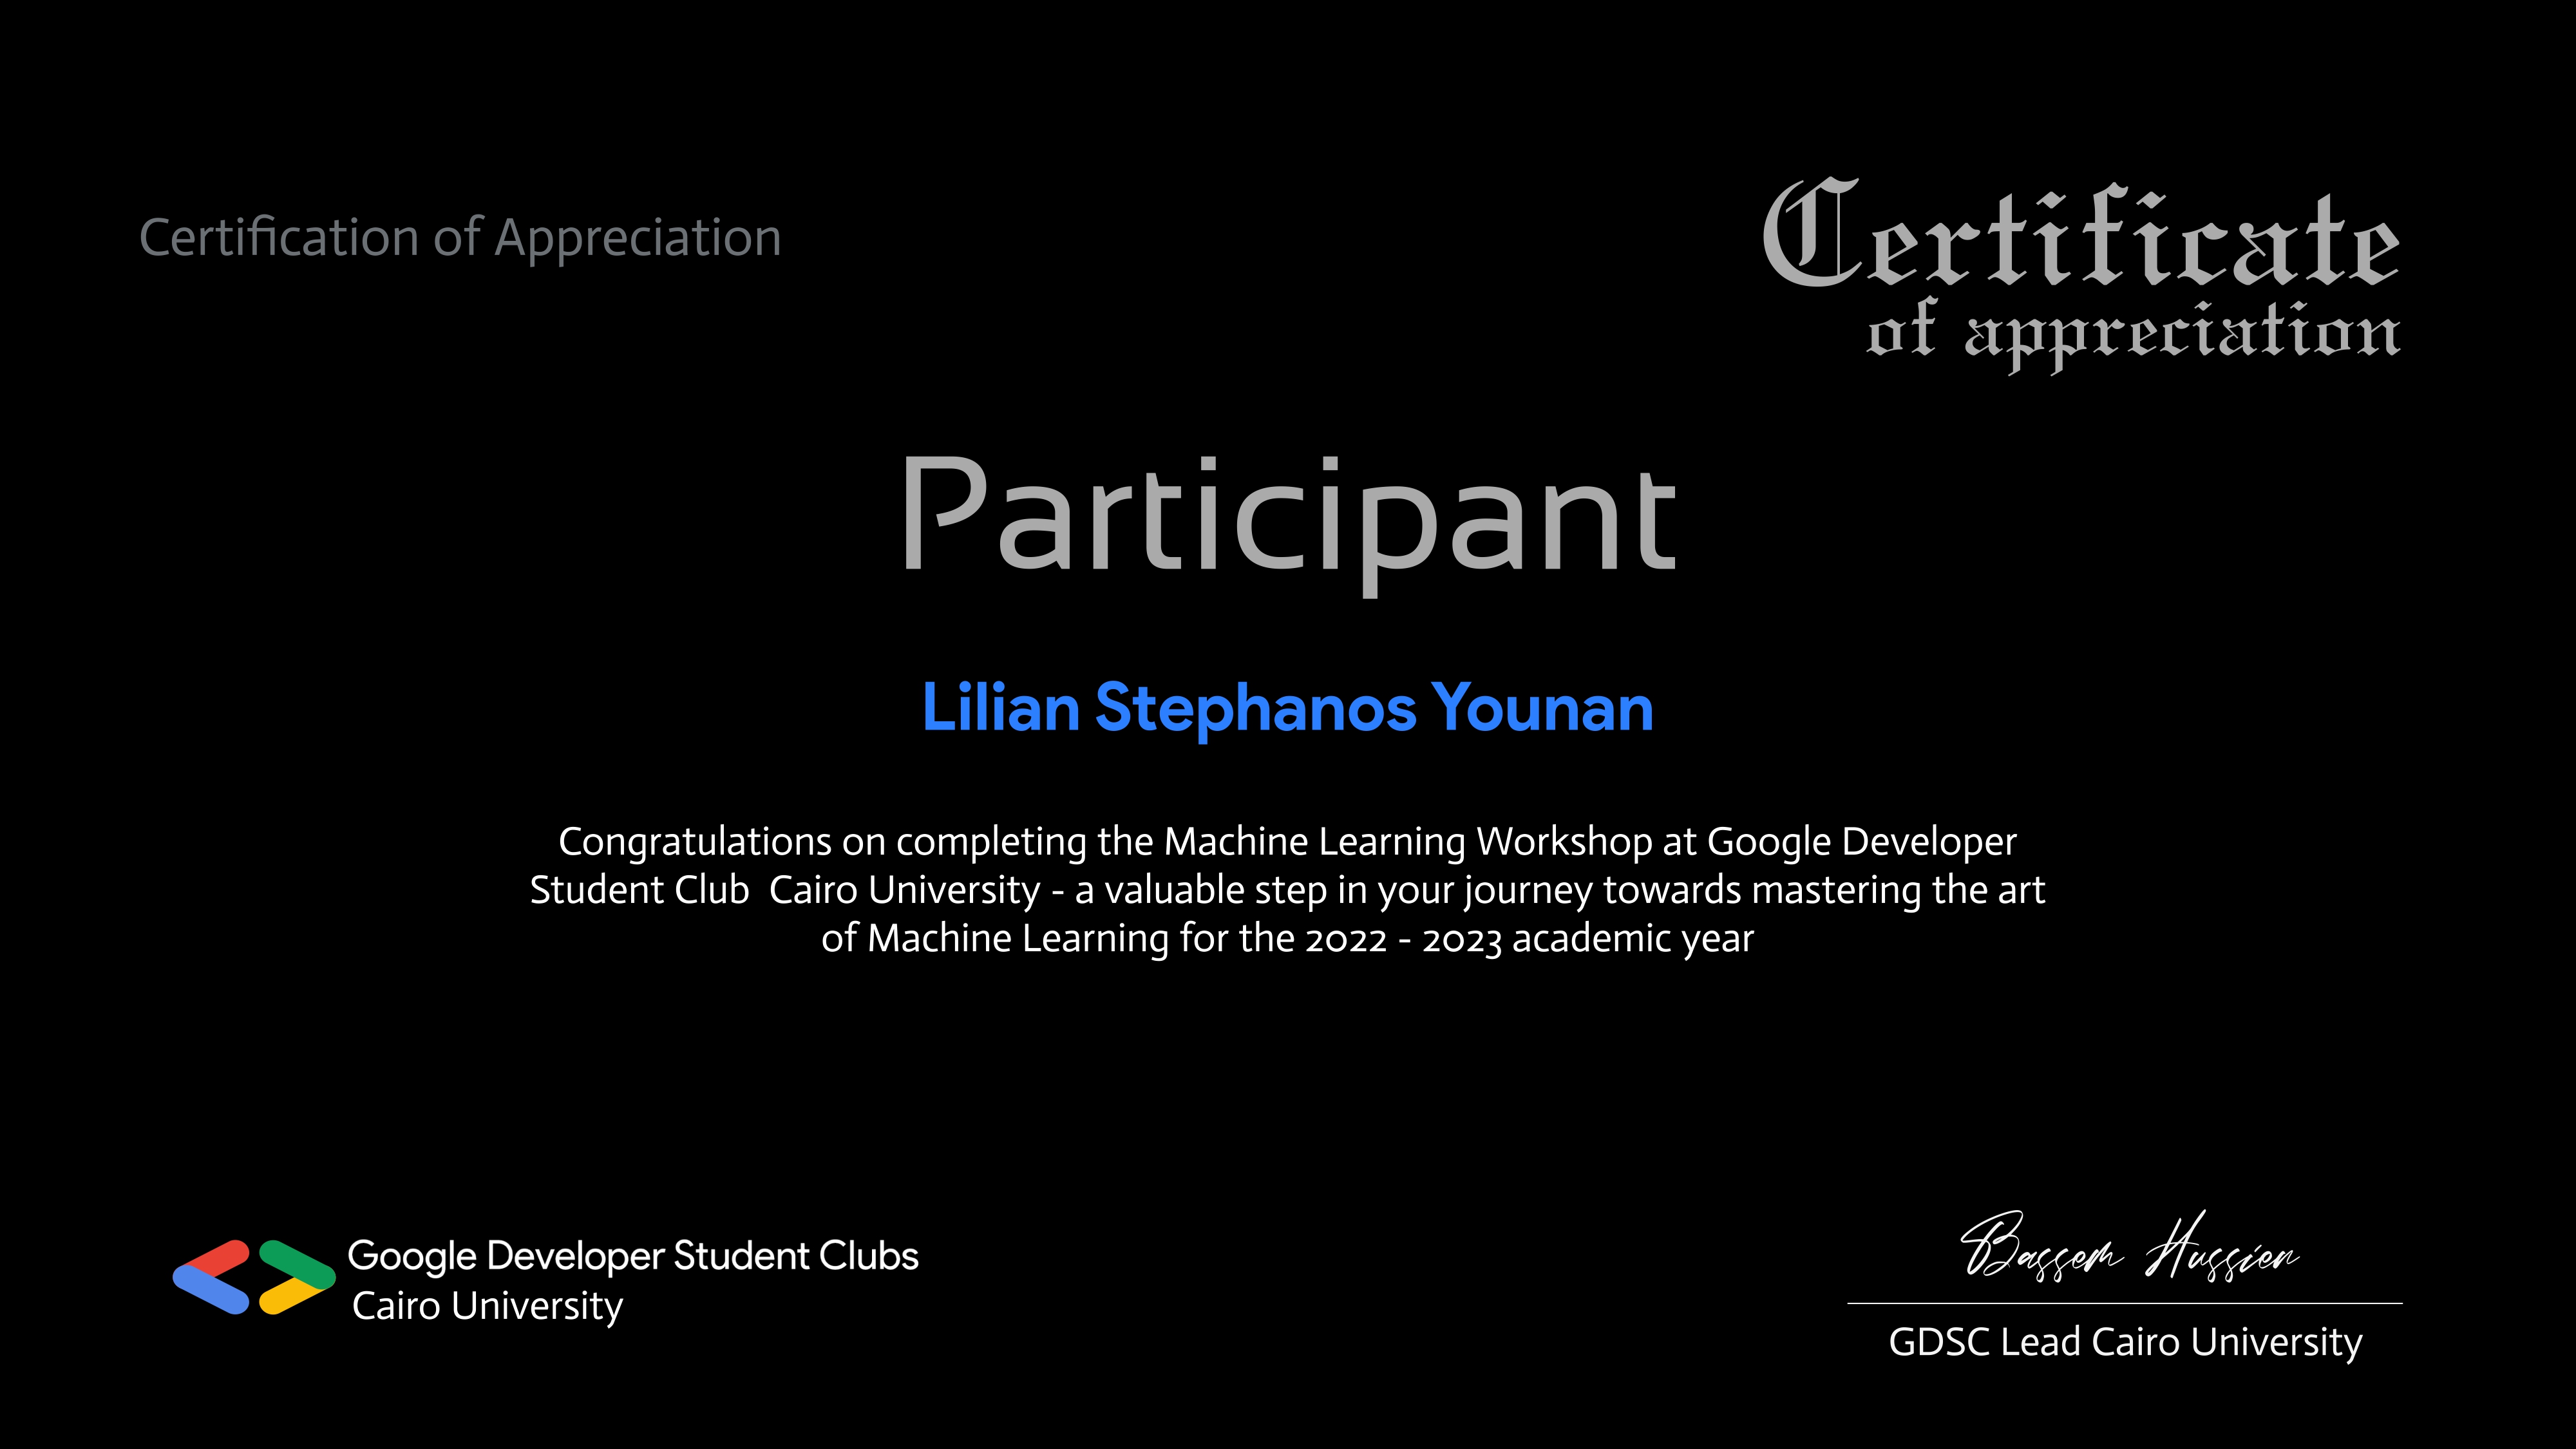 Certification of Appreciation
Certificate
of appreciation
Participant
Lilian Stephanos Younan
Congratulations on completing the Machine Learning Workshop at Google Developer
Student Club  Cairo University - a valuable step in your journey towards mastering the art
of Machine Learning for the 2022 - 2023 academic year
Google Developer Student Clubs
Cairo University
Bassem Hussien
GDSC Lead Cairo University